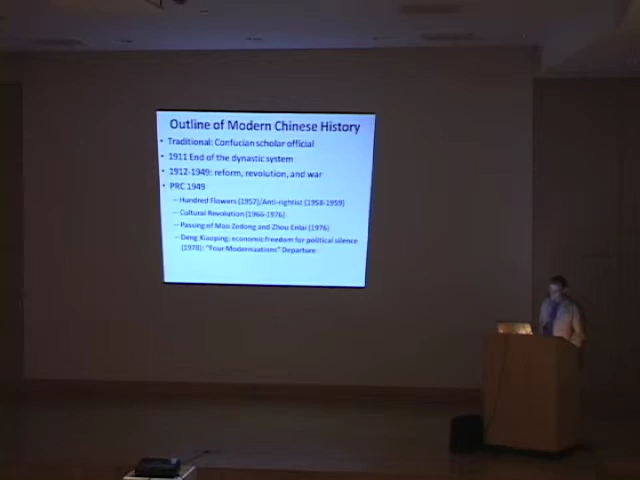 Outline of Modern Chinese History
• Traditional: Confucian scholar official
• 1911 End of the dynastic system
• 1912-1949: reform, revolution, and war
• PRC 1949
– Hundred Flowers (1957)/Anti-rightist (1958-1959)
– Cultural Revolution (1966-1976)
– Passing of Mao Zedong and Zhou Enlai (1976)
– Deng Xiaoping: economic freedom for political silence
(1978): "Four Modernizations" Departure